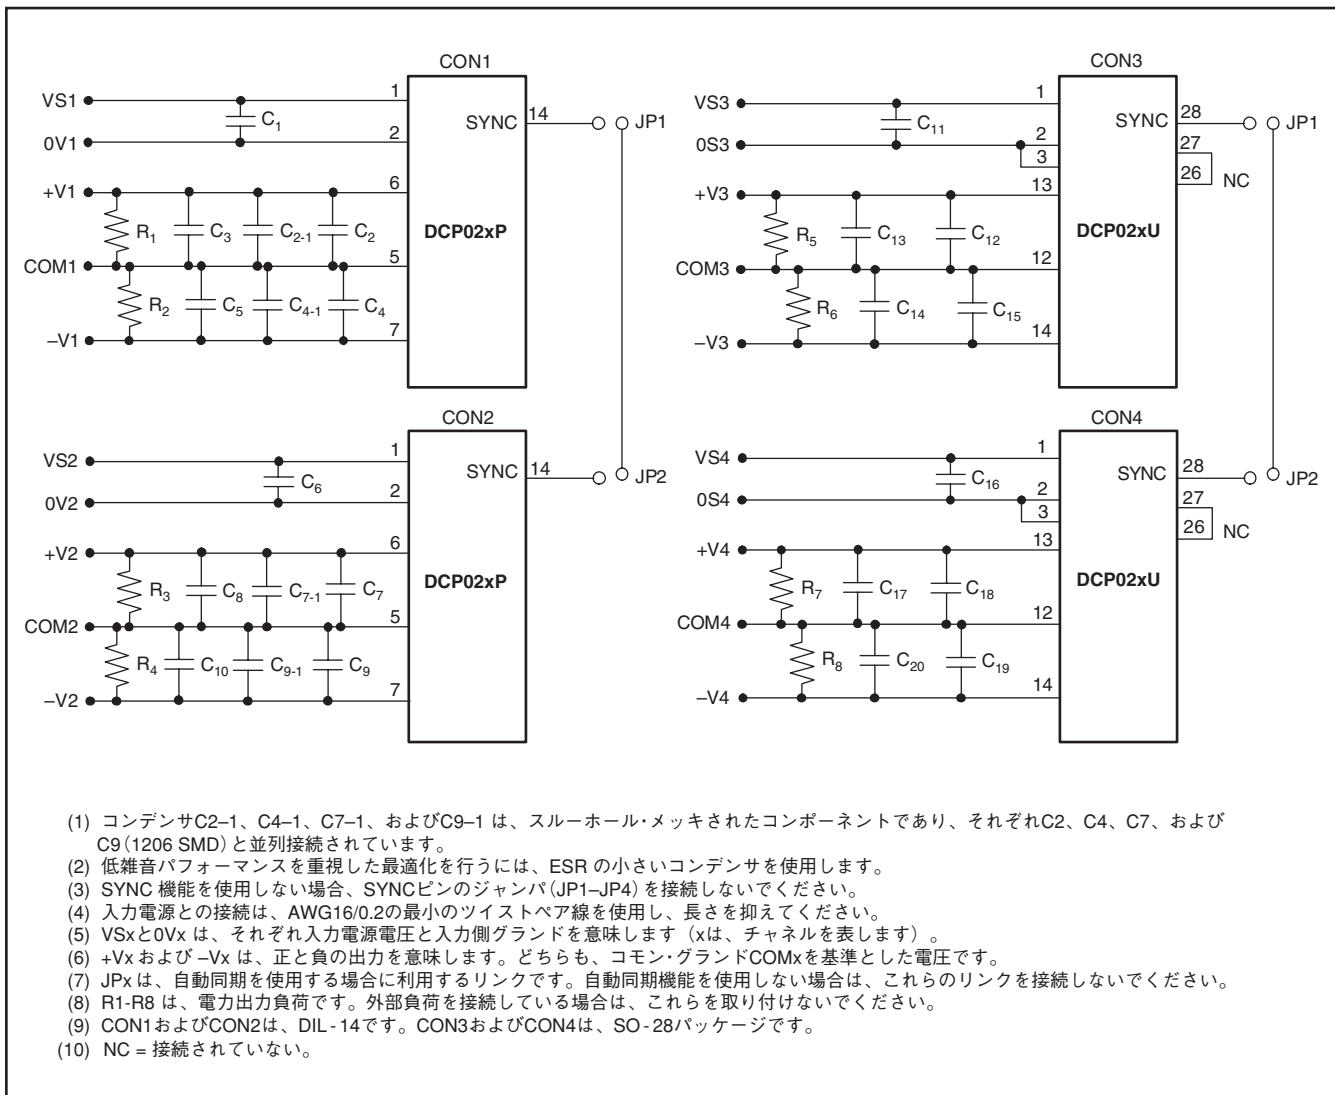 CON1
VS1
0V1
+V1
COM1
–V1
C1
R1
C3
C2-1
C2
R2
C5
C4-1
C4
1
2
6
5
7
SYNC
14
JP1
DCP02xP
CON2
VS2
0V2
+V2
COM2
–V2
C6
R3
C8
C7-1
C7
R4
C10
C9-1
C9
1
2
6
5
7
SYNC
14
JP2
DCP02xP
CON3
VS3
0S3
+V3
COM3
–V3
C11
R5
C13
C12
R6
C14
C15
1
2
3
13
12
14
SYNC
28
27
26
NC
JP1
DCP02xU
CON4
VS4
0S4
+V4
COM4
–V4
C16
R7
C17
C18
R8
C20
C19
1
2
3
13
12
14
SYNC
28
27
26
NC
JP2
DCP02xU
(1) コンデンサC2–1、C4–1、C7–1、およびC9–1 は、スルーホール・メッキされたコンポーネントであり、それぞれC2、C4、C7、および
C9(1206 SMD)と並列接続されています。
(2) 低雑音パフォーマンスを重視した最適化を行うには、ESR の小さいコンデンサを使用します。
(3) SYNC 機能を使用しない場合、SYNCピンのジャンパ(JP1–JP4)を接続しないでください。
(4) 入力電源との接続は、AWG16/0.2の最小のツイストペア線を使用し、長さを抑えてください。
(5) VSxと0Vx は、それぞれ入力電源電圧と入力側グランドを意味します（xは、チャネルを表します）。
(6) +Vx および –Vx は、正と負の出力を意味します。どちらも、コモン・グランドCOMxを基準とした電圧です。
(7) JPx は、自動同期を使用する場合に利用するリンクです。自動同期機能を使用しない場合は、これらのリンクを接続しないでください。
(8) R1-R8 は、電力出力負荷です。外部負荷を接続している場合は、これらを取り付けないでください。
(9) CON1およびCON2は、DIL-14です。CON3およびCON4は、SO-28パッケージです。
(10) NC = 接続されていない。